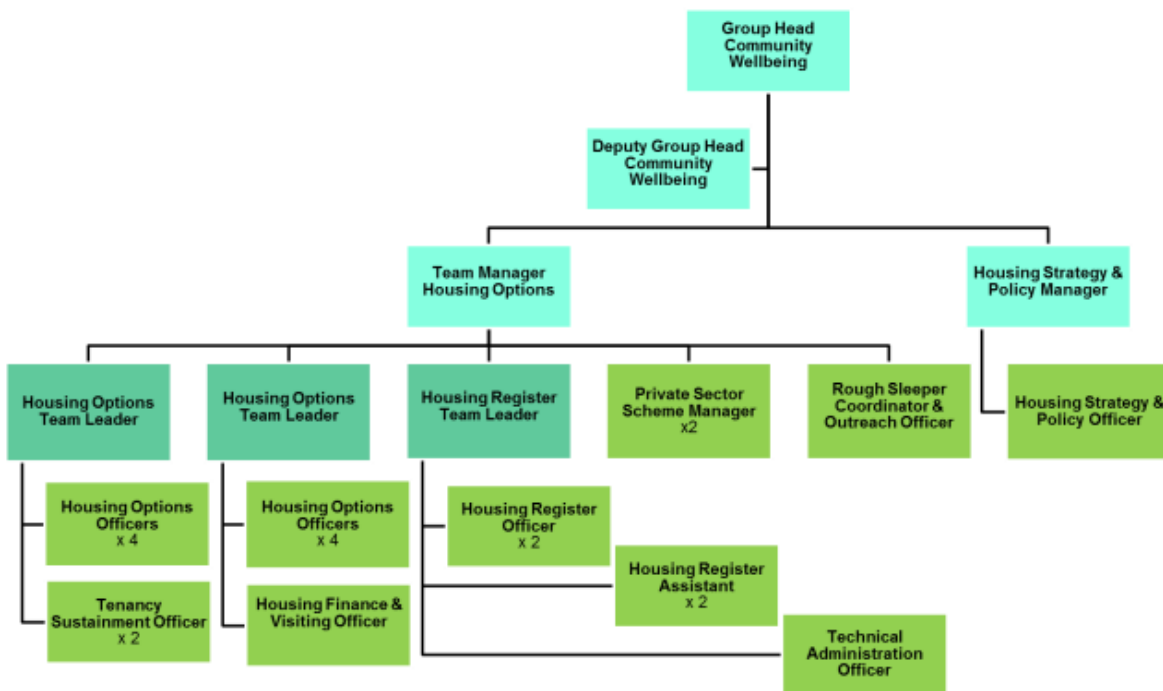 Group Head
Community
Wellbeing
Deputy Group Head
Community
Wellbeing
Team Manager
Housing Options
Housing Strategy &
Policy Manager
Housing Options
Team Leader
Housing Options
Team Leader
Housing Register
Team Leader
Private Sector
Scheme Manager
x2
Rough Sleeper
Coordinator &
Outreach Officer
Housing Strategy &
Policy Officer
Housing Options
Officers
x 4
Housing Options
Officers
x 4
Housing Register
Officer
x 2
Housing Register
Assistant
x 2
Tenancy
Sustainment Officer
x 2
Housing Finance &
Visiting Officer
Technical
Administration
Officer